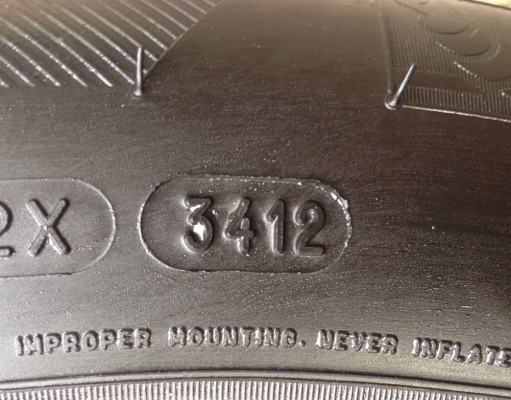 2X 3412
IMPROPER MOUNTING. NEVER INFLATE